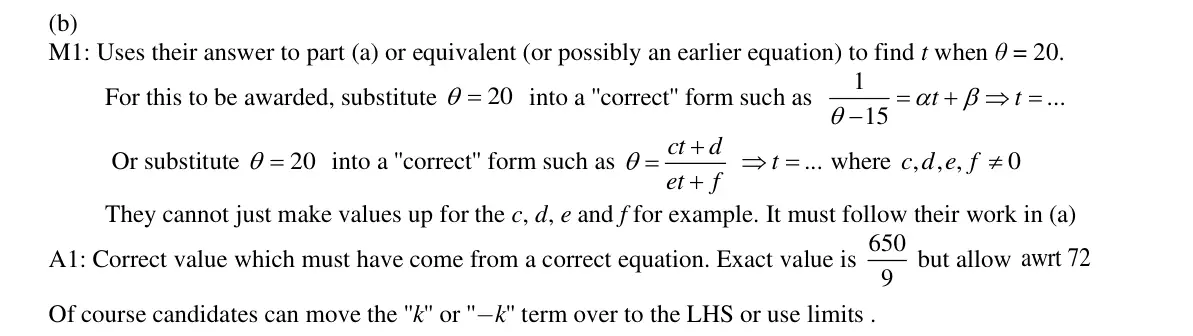 (b)
M1: Uses their answer to part (a) or equivalent (or possibly an earlier equation) to find t when θ = 20.
For this to be awarded, substitute θ = 20 into a "correct" form such as 1/(θ−15) = αt + β ⇒ t = ...
Or substitute θ = 20 into a "correct" form such as θ = (ct + d)/(et + f) ⇒ t = ... where c, d, e, f ≠ 0
They cannot just make values up for the c, d, e and f for example. It must follow their work in (a)
A1: Correct value which must have come from a correct equation. Exact value is 650/9 but allow awrt 72
Of course candidates can move the "k" or "−k" term over to the LHS or use limits .